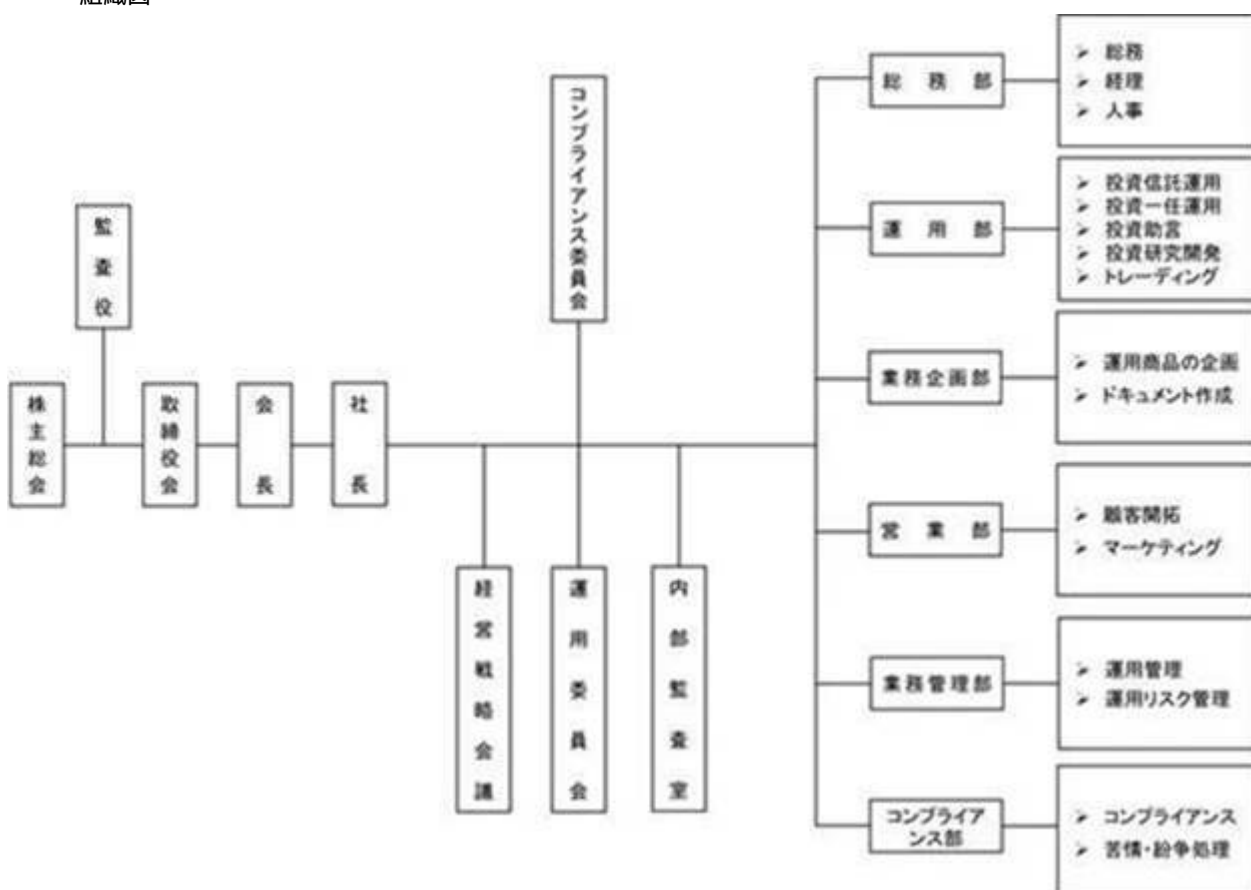 組織図
コンプライアンス委員会
監査役
株主総会
取締役会
会長
社長
経営戦略会議
運用委員会
内部監査室
総務部
➢ 総務
➢ 経理
➢ 人事
運用部
➢ 投資信託運用
➢ 投資一任運用
➢ 投資助言
➢ 投資研究開発
➢ トレーディング
業務企画部
➢ 運用商品の企画
➢ ドキュメント作成
営業部
➢ 顧客開拓
➢ マーケティング
業務管理部
➢ 運用管理
➢ 運用リスク管理
コンプライア
ンス部
➢ コンプライアンス
➢ 苦情・紛争処理